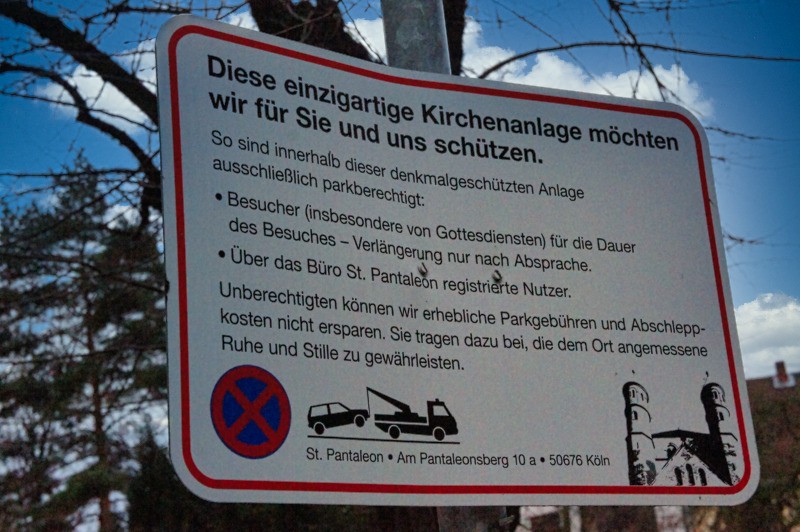 Diese einzigartige Kirchenanlage möchten
wir für Sie und uns schützen.
So sind innerhalb dieser denkmalgeschützten Anlage
ausschließlich parkberechtigt:
• Besucher (insbesondere von Gottesdiensten) für die Dauer
des Besuches – Verlängerung nur nach Absprache.
• Über das Büro St. Pantaleon registrierte Nutzer.
Unberechtigten können wir erhebliche Parkgebühren und Abschlepp-
kosten nicht ersparen. Sie tragen dazu bei, die dem Ort angemessene
Ruhe und Stille zu gewährleisten.
St. Pantaleon • Am Pantaleonsberg 10 a • 50676 Köln